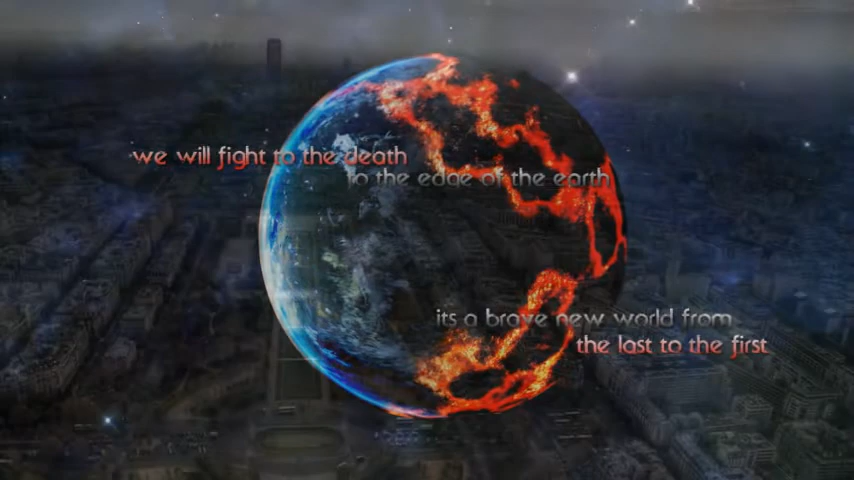 we will fight to the death
to the edge of the earth
its a brave new world from
the last to the first